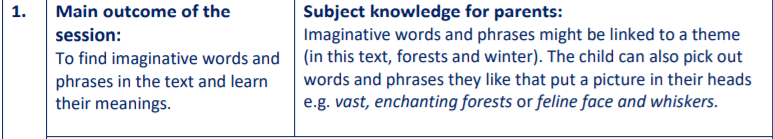 1.
Main outcome of the
session:
To find imaginative words and
phrases in the text and learn
their meanings.
Subject knowledge for parents:
Imaginative words and phrases might be linked to a theme
(in this text, forests and winter). The child can also pick out
words and phrases they like that put a picture in their heads
e.g. vast, enchanting forests or feline face and whiskers.